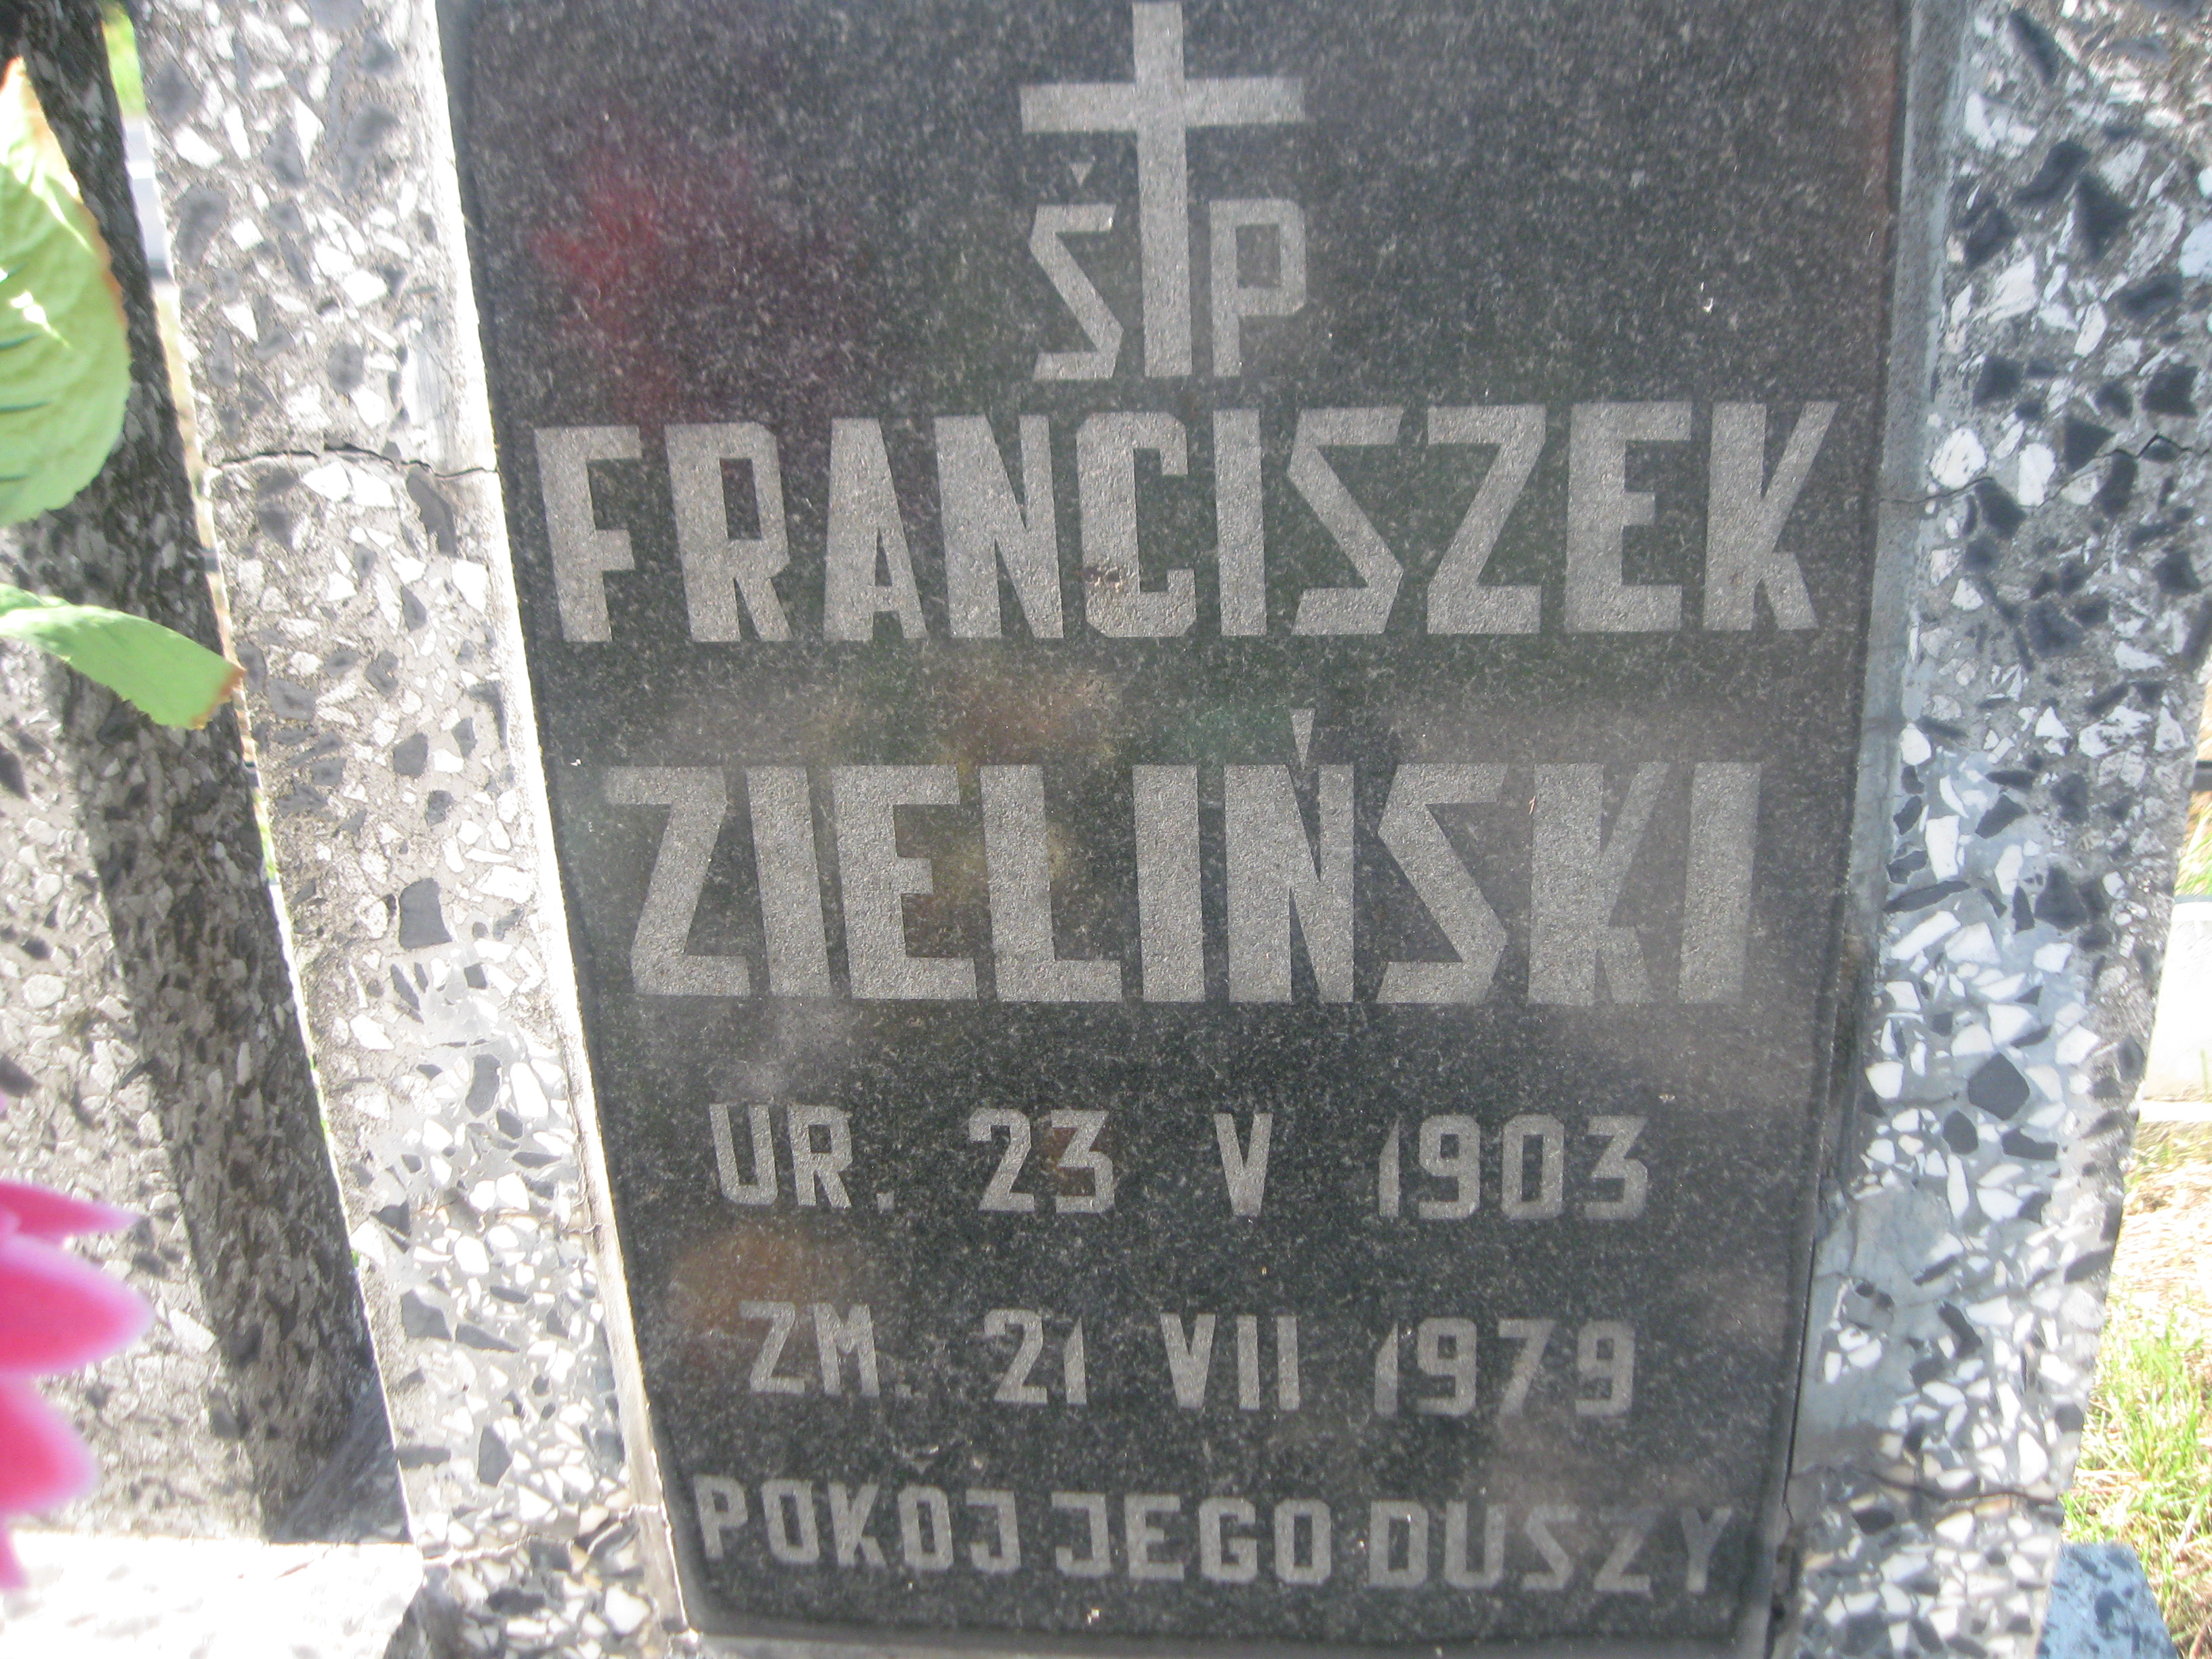 ŚP
FRANCISZEK
ZIELIŃSKI
UR. 23 V 1903
ZM. 21 VII 1979
POKÓJ JEGO DUSZY